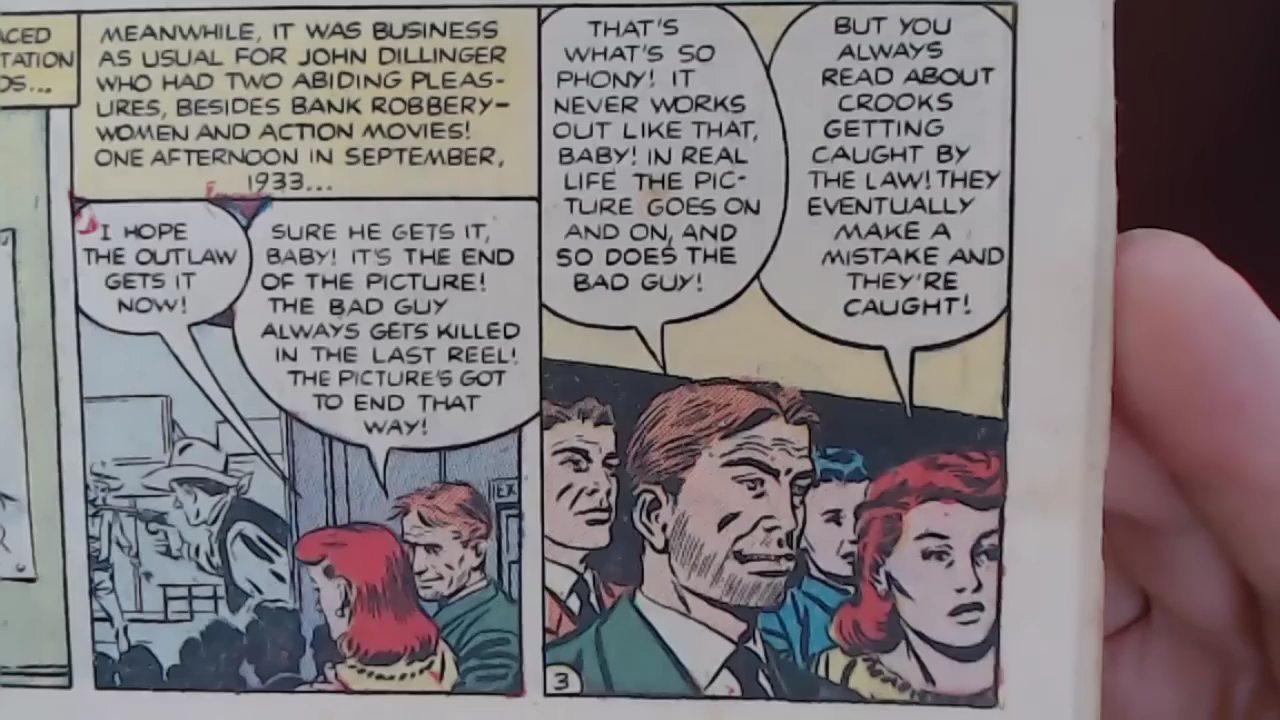 ACED
TATION
DS...
MEANWHILE, IT WAS BUSINESS
AS USUAL FOR JOHN DILLINGER
WHO HAD TWO ABIDING PLEAS-
URES, BESIDES BANK ROBBERY-
WOMEN AND ACTION MOVIES!
ONE AFTERNOON IN SEPTEMBER,
1933...
I HOPE
THE OUTLAW
GETS IT
NOW!
SURE HE GETS IT,
BABY! IT'S THE END
OF THE PICTURE!
THE BAD GUY
ALWAYS GETS KILLED
IN THE LAST REEL!
THE PICTURE'S GOT
TO END THAT
WAY!
EX
THAT'S
WHAT'S SO
PHONY! IT
NEVER WORKS
OUT LIKE THAT,
BABY! IN REAL
LIFE THE PIC-
TURE GOES ON
AND ON, AND
SO DOES THE
BAD GUY!
BUT YOU
ALWAYS
READ ABOUT
CROOKS
GETTING
CAUGHT BY
THE LAW! THEY
EVENTUALLY
MAKE A
MISTAKE AND
THEY'RE
CAUGHT!
3